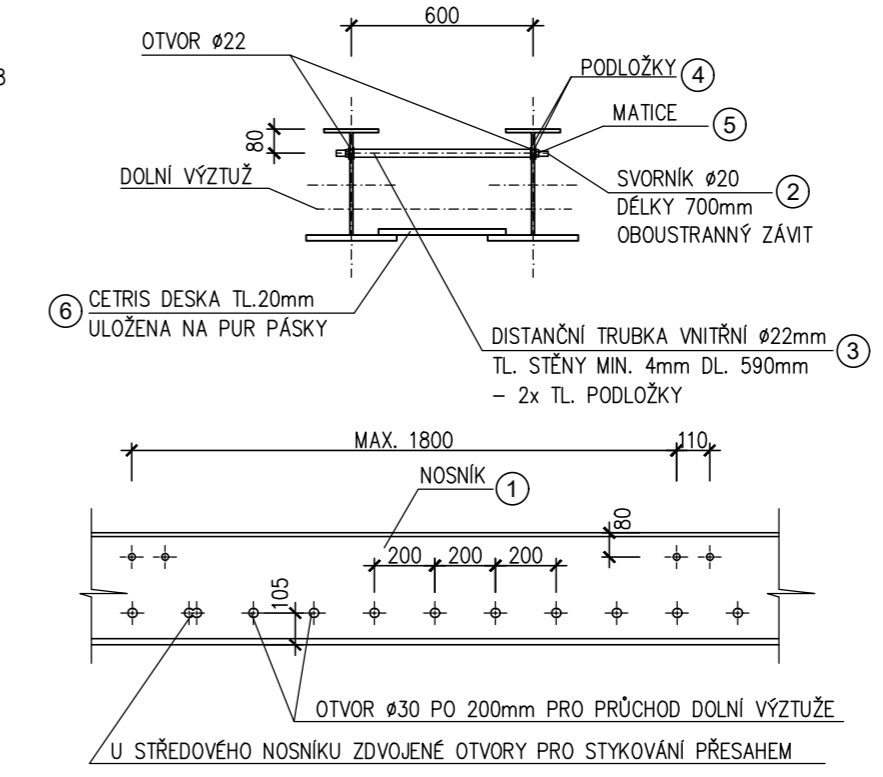 600
OTVOR ø22
PODLOŽKY 4
8
MATICE 5
80
DOLNÍ VÝZTUŽ
SVORNÍK ø20 2
DÉLKY 700mm
OBOUSTRANNÝ ZÁVIT
6 CETRIS DESKA TL.20mm
ULOŽENA NA PUR PÁSKY
DISTANČNÍ TRUBKA VNITŘNÍ ø22mm 3
TL. STĚNY MIN. 4mm DL. 590mm
– 2x TL. PODLOŽKY
MAX. 1800
110
NOSNÍK 1
80
200
200
200
105
OTVOR ø30 PO 200mm PRO PRŮCHOD DOLNÍ VÝZTUŽE
U STŘEDOVÉHO NOSNÍKU ZDVOJENÉ OTVORY PRO STYKOVÁNÍ PŘESAHEM